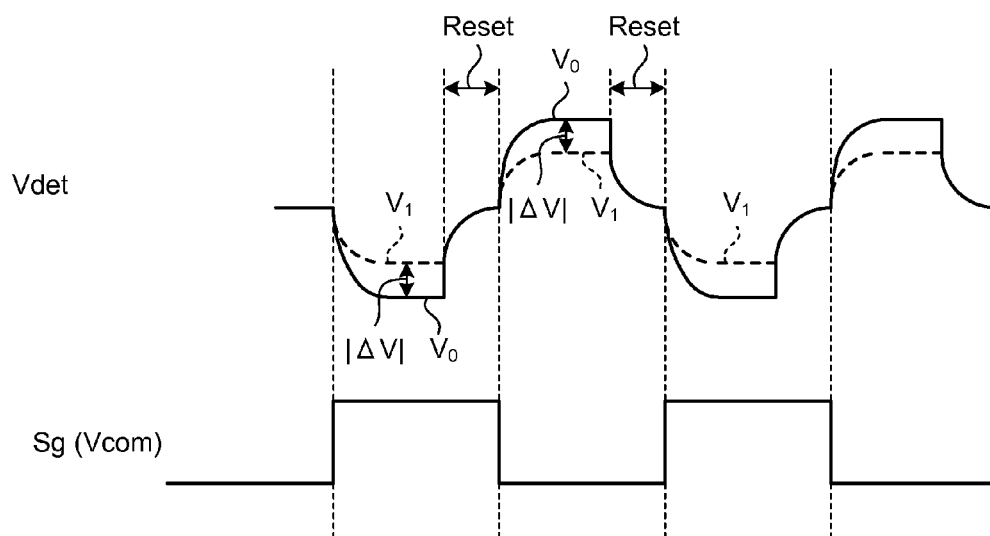 Reset
Reset
V0
Vdet
V1
|ΔV|
V1
V1
|ΔV|
V0
Sg (Vcom)